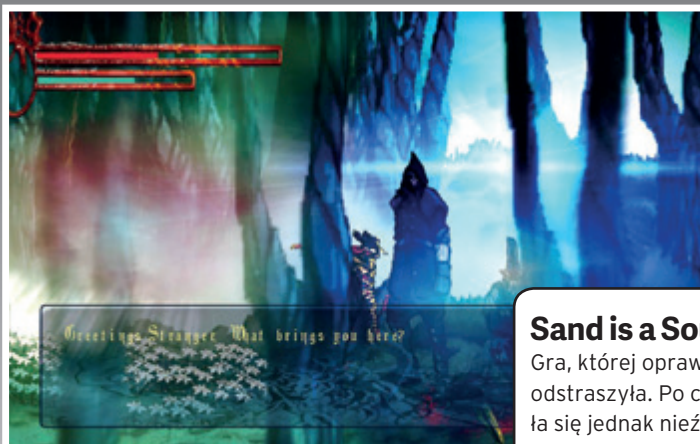 Greetings Stranger What brings you here?
Sand is a So
Gra, której opraw
odstraszyła. Po c
ła się jednak nieź